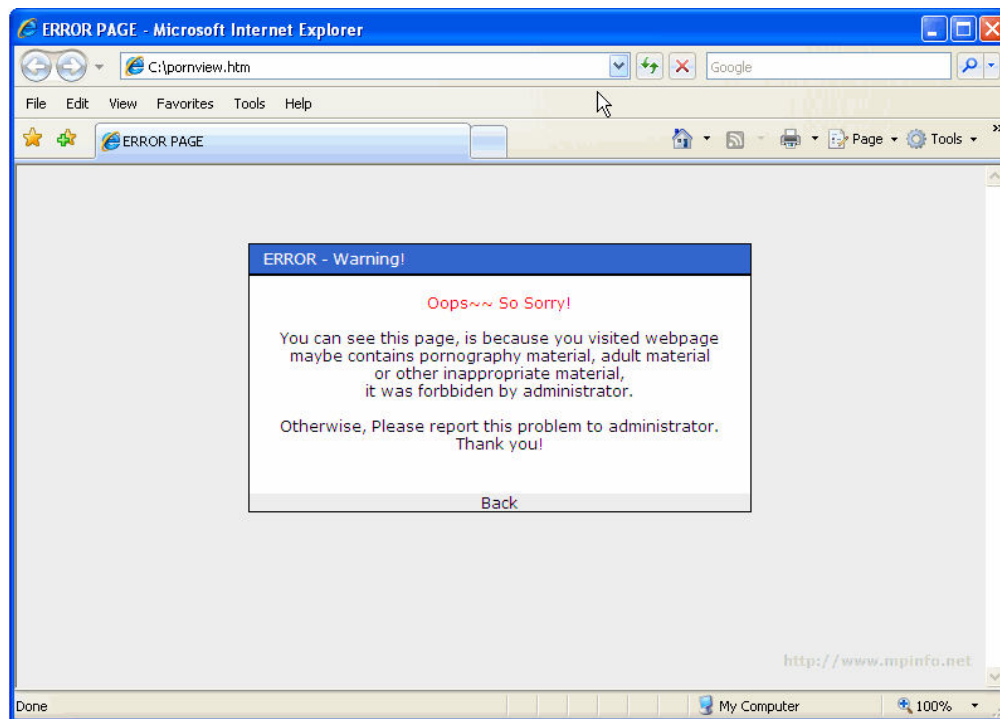 ERROR PAGE - Microsoft Internet Explorer
C:\pornview.htm
Google
File Edit View Favorites Tools Help
ERROR PAGE
Page Tools
ERROR - Warning!
Oops~~ So Sorry!
You can see this page, is because you visited webpage
maybe contains pornography material, adult material
or other inappropriate material,
it was forbbiden by administrator.
Otherwise, Please report this problem to administrator.
Thank you!
Back
http://www.mpinfo.net
Done My Computer 100%